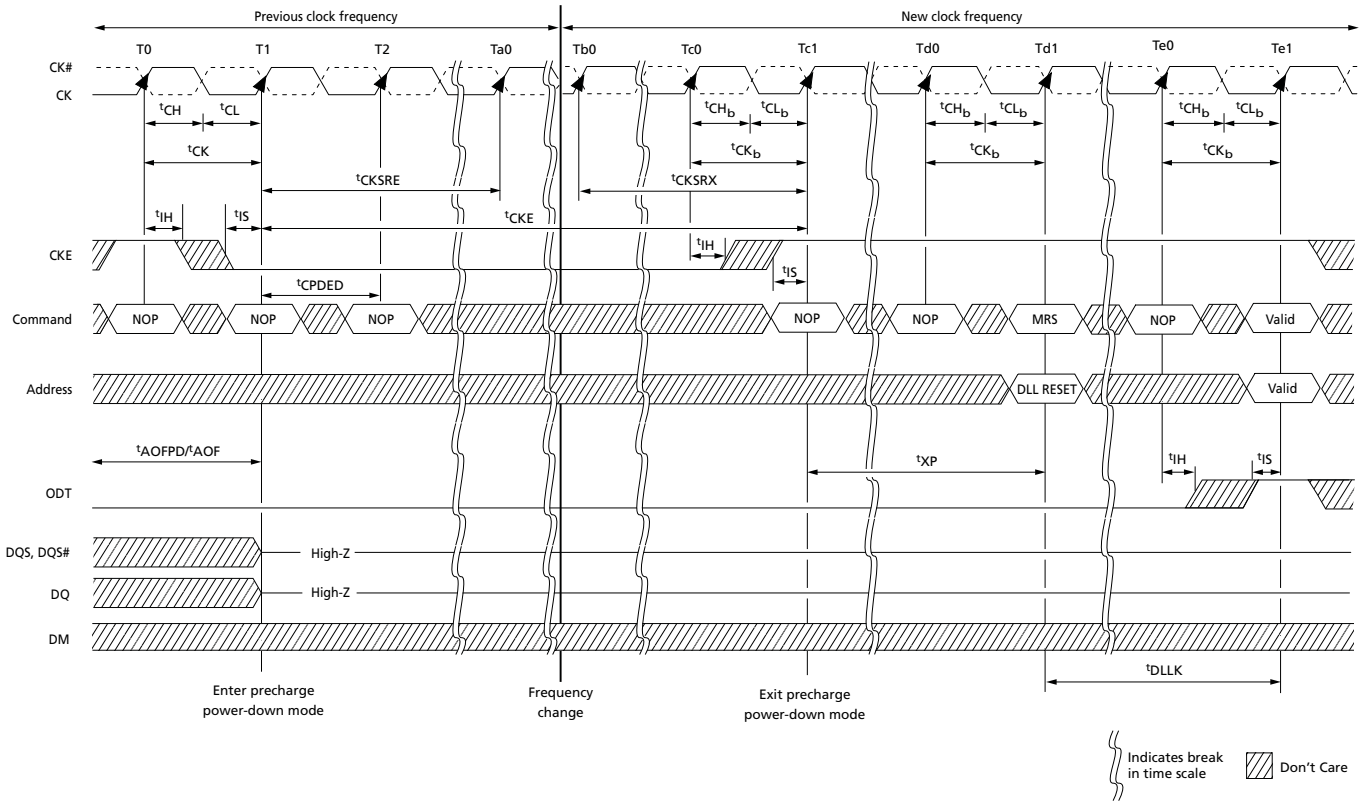 Previous clock frequency
New clock frequency
T0 T1 T2 Ta0 Tb0 Tc0 Tc1 Td0 Td1 Te0 Te1
CK#
CK
tCH tCL tCHb tCLb tCHb tCLb tCHb tCLb
tCK tCKb tCKb tCKb
tCKSRE tCKSRX
tIH tIS tCKE
tIH
CKE
tIS
tCPDED
Command NOP NOP NOP NOP NOP MRS NOP Valid
Address DLL RESET Valid
tAOFPD/tAOF
tXP
tIH tIS
ODT
DQS, DQS# High-Z
DQ High-Z
DM
tDLLK
Enter precharge
power-down mode
Frequency
change
Exit precharge
power-down mode
Indicates break
in time scale
Don't Care